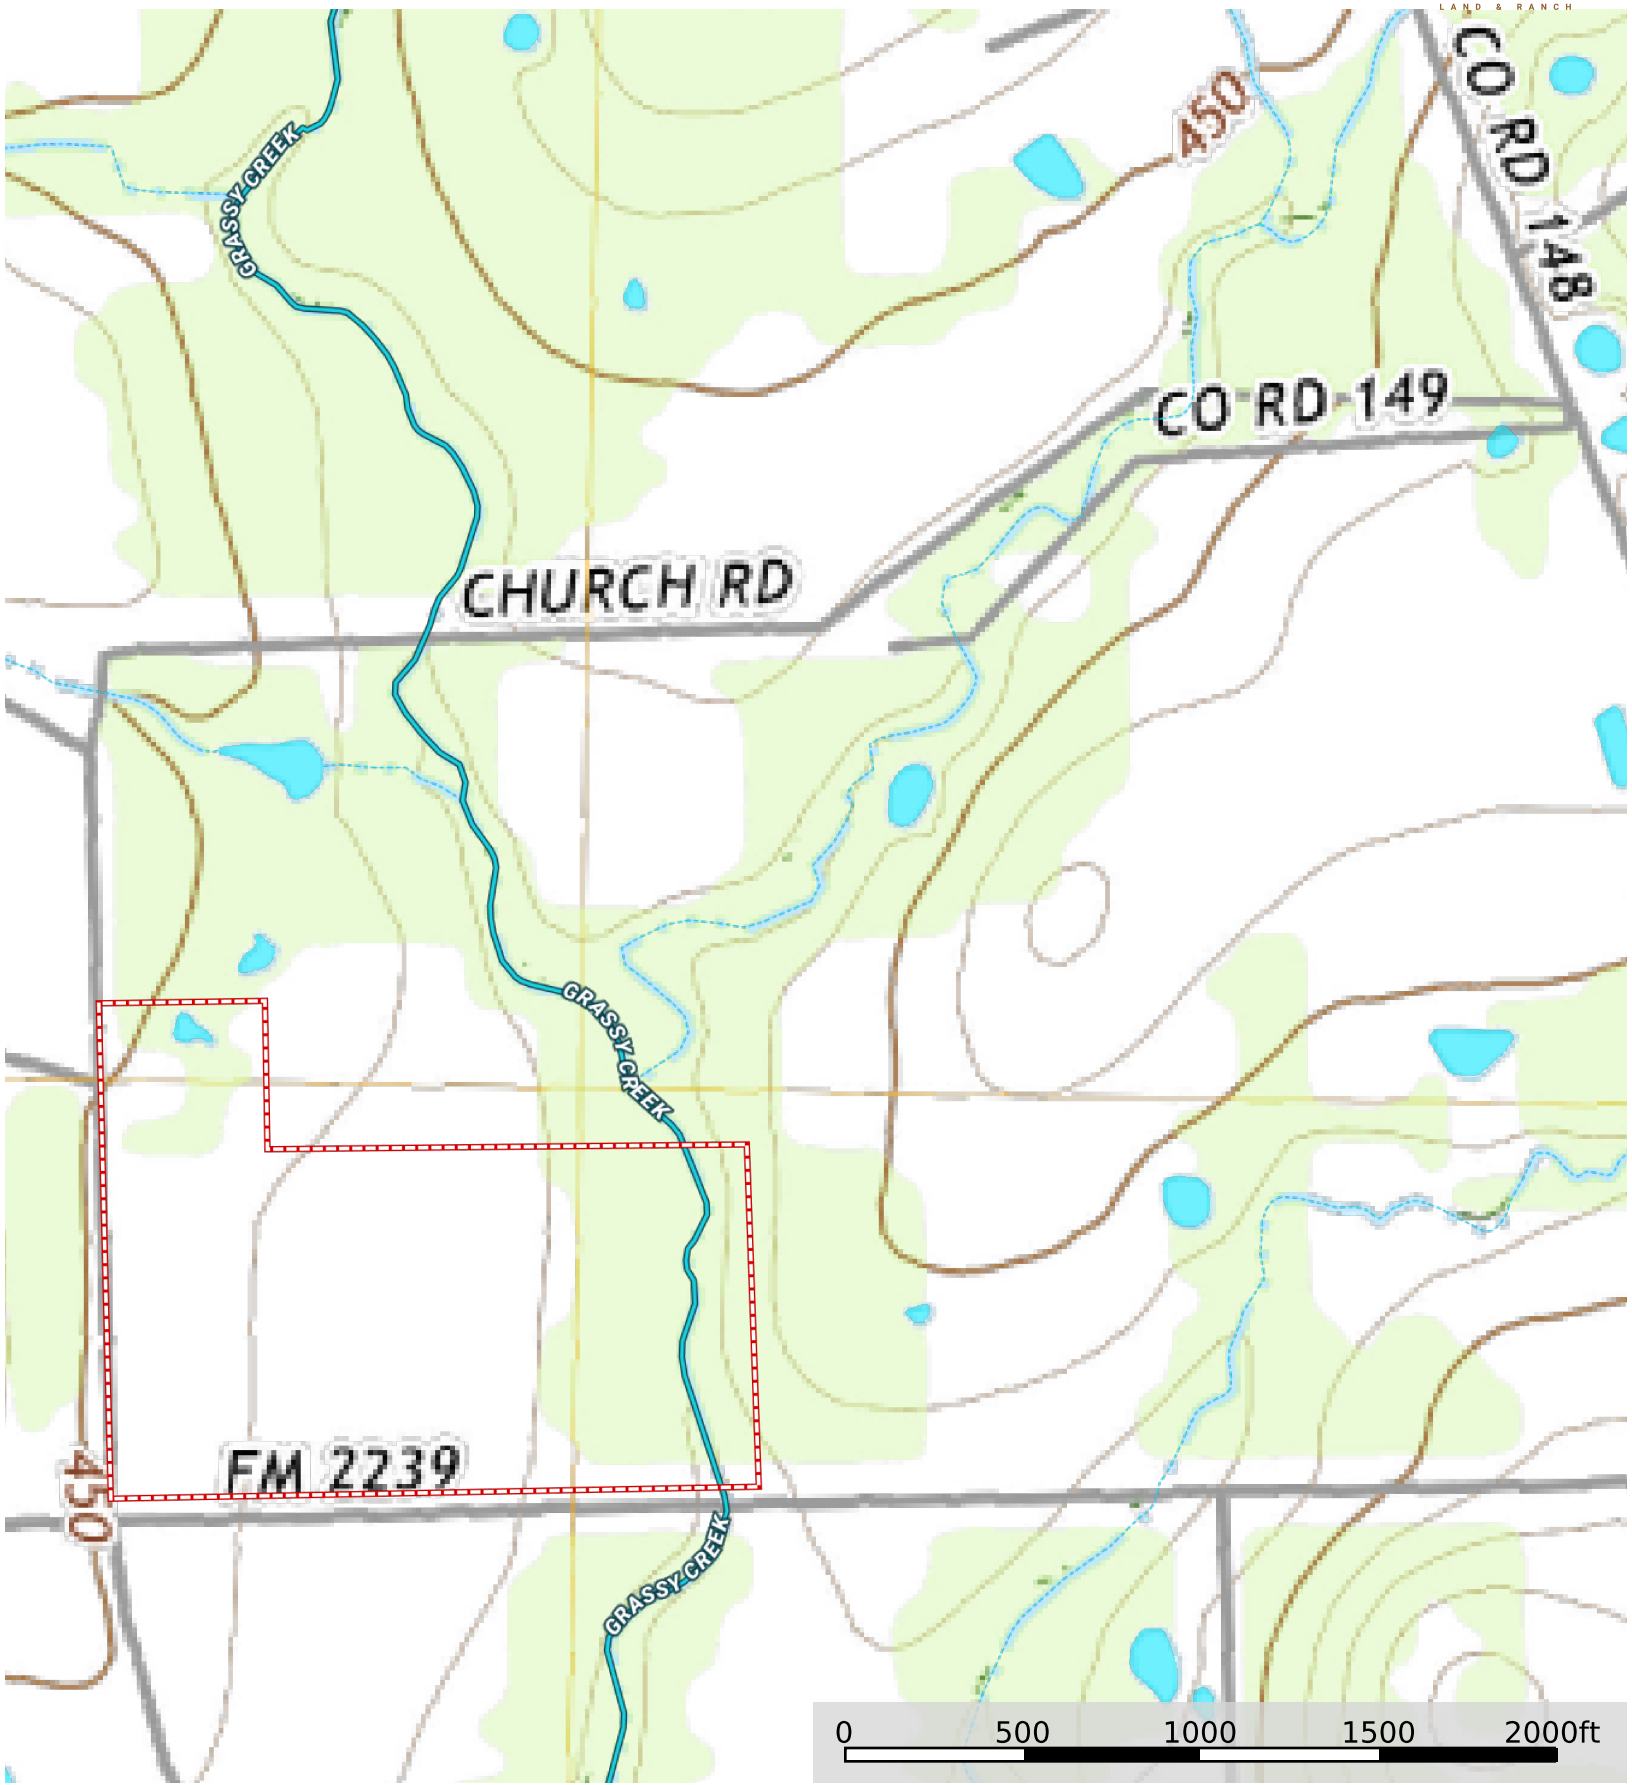 LAND & RANCH
CO RD 148
450
GRASSY CREEK
CO RD 149
CHURCH RD
GRASSY CREEK
FM 2239
450
GRASSY CREEK
0 500 1000 1500 2000ft